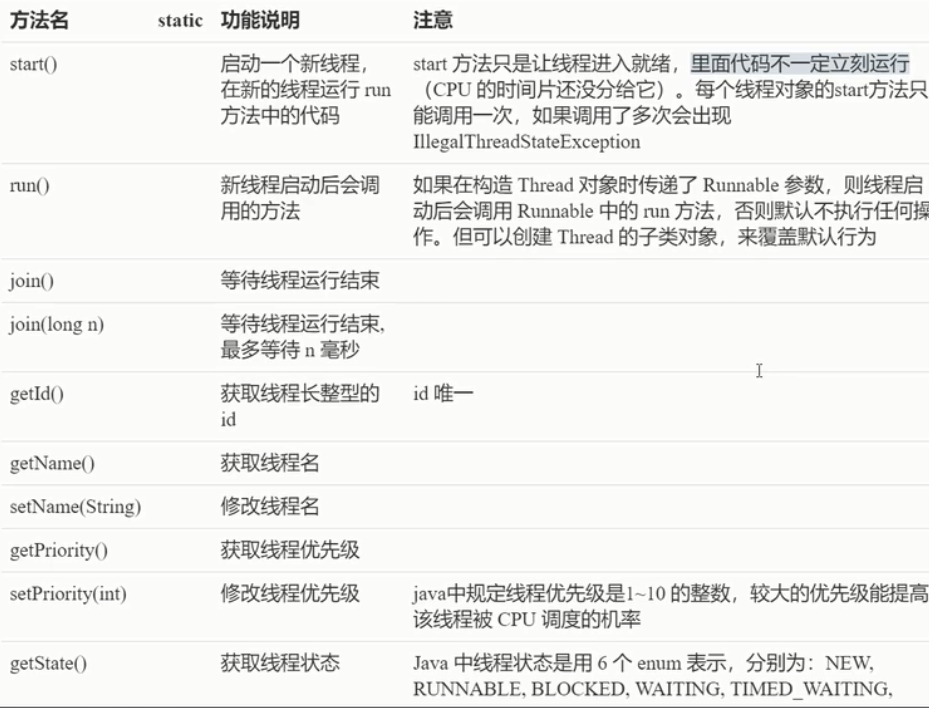 方法名 static 功能说明 注意
start() 启动一个新线程， start 方法只是让线程进入就绪，里面代码不一定立刻运行
在新的线程运行 run （CPU 的时间片还没分给它）。每个线程对象的start方法只
方法中的代码 能调用一次，如果调用了多次会出现
IllegalThreadStateException
run() 新线程启动后会调 如果在构造 Thread 对象时传递了 Runnable 参数，则线程启
用的方法 动后会调用 Runnable 中的 run 方法，否则默认不执行任何操
作。但可以创建 Thread 的子类对象，来覆盖默认行为
join() 等待线程运行结束
join(long n) 等待线程运行结束,
最多等待 n 毫秒
getId() 获取线程长整型的 id 唯一
id
getName() 获取线程名
setName(String) 修改线程名
getPriority() 获取线程优先级
setPriority(int) 修改线程优先级 java中规定线程优先级是1~10 的整数，较大的优先级能提高
该线程被 CPU 调度的机率
getState() 获取线程状态 Java 中线程状态是用 6 个 enum 表示，分别为：NEW,
RUNNABLE, BLOCKED, WAITING, TIMED_WAITING,